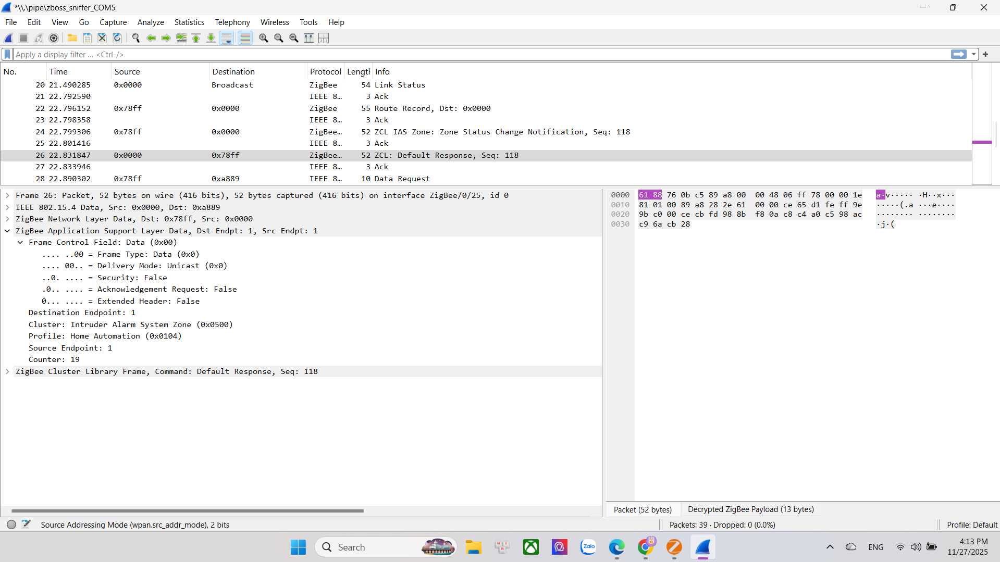 *\\.\pipe\zboss_sniffer_COM5
File Edit View Go Capture Analyze Statistics Telephony Wireless Tools Help
Apply a display filter ... <Ctrl-/>
No. Time Source Destination Protocol Length Info
20 21.490285 0x0000 Broadcast ZigBee 54 Link Status
21 22.792590 IEEE 8… 3 Ack
22 22.796152 0x78ff 0x0000 ZigBee 55 Route Record, Dst: 0x0000
23 22.798358 IEEE 8… 3 Ack
24 22.799306 0x78ff 0x0000 ZigBee… 52 ZCL IAS Zone: Zone Status Change Notification, Seq: 118
25 22.801416 IEEE 8… 3 Ack
26 22.831847 0x0000 0x78ff ZigBee… 52 ZCL: Default Response, Seq: 118
27 22.833946 IEEE 8… 3 Ack
28 22.890302 0x78ff 0xa889 IEEE 8… 10 Data Request
Frame 26: Packet, 52 bytes on wire (416 bits), 52 bytes captured (416 bits) on interface ZigBee/0/25, id 0
IEEE 802.15.4 Data, Src: 0x0000, Dst: 0xa889
ZigBee Network Layer Data, Dst: 0x78ff, Src: 0x0000
ZigBee Application Support Layer Data, Dst Endpt: 1, Src Endpt: 1
Frame Control Field: Data (0x00)
.... ..00 = Frame Type: Data (0x0)
.... 00.. = Delivery Mode: Unicast (0x0)
..0. .... = Security: False
.0.. .... = Acknowledgement Request: False
0... .... = Extended Header: False
Destination Endpoint: 1
Cluster: Intruder Alarm System Zone (0x0500)
Profile: Home Automation (0x0104)
Source Endpoint: 1
Counter: 19
ZigBee Cluster Library Frame, Command: Default Response, Seq: 118
0000 61 88 76 0b c5 89 a8 00 00 48 06 ff 78 00 00 1e a·v····· ·H··x···
0010 81 01 00 89 a8 28 2e 61 00 00 ce 65 d1 fe ff 9e ·····(.a ···e····
0020 9b c0 00 ce cb fd 98 8b f8 0a c8 c4 a0 c5 98 ac ········ ········
0030 c9 6a cb 28 ·j·(
Packet (52 bytes) Decrypted ZigBee Payload (13 bytes)
Source Addressing Mode (wpan.src_addr_mode), 2 bits Packets: 39 · Dropped: 0 (0.0%) Profile: Default
Search
Zalo
ENG
4:13 PM
11/27/2025